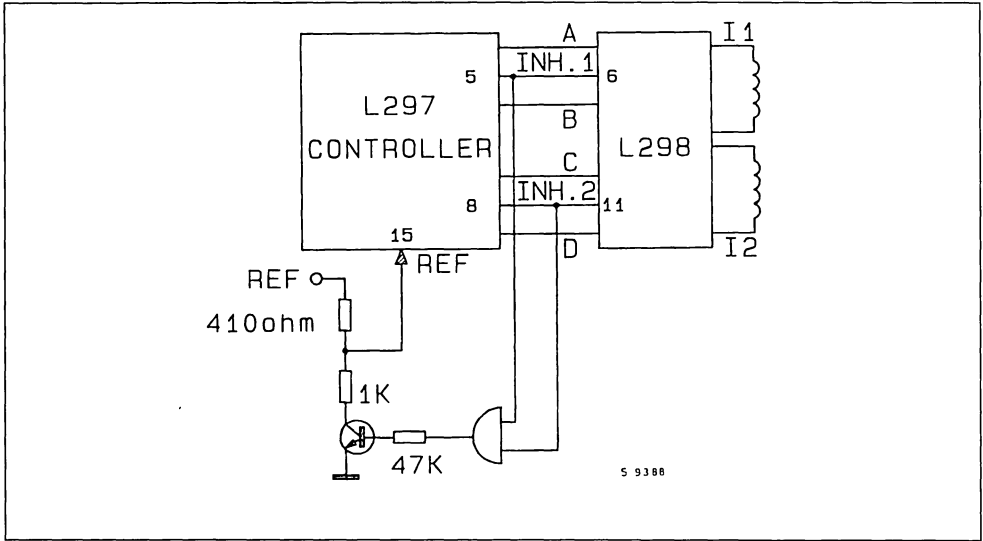 A
I1
INH.1
5
6
L297
CONTROLLER
B
L298
C
INH.2
8
11
15
D
I2
REF
REF
410ohm
1K
47K
S 9388